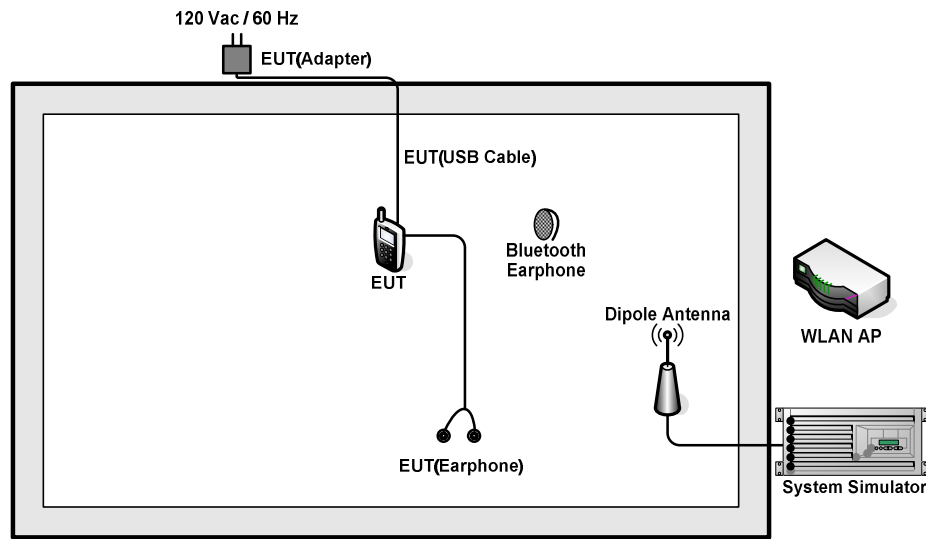 120 Vac / 60 Hz
EUT(Adapter)
EUT(USB Cable)
EUT
Bluetooth
Earphone
Dipole Antenna
WLAN AP
EUT(Earphone)
System Simulator